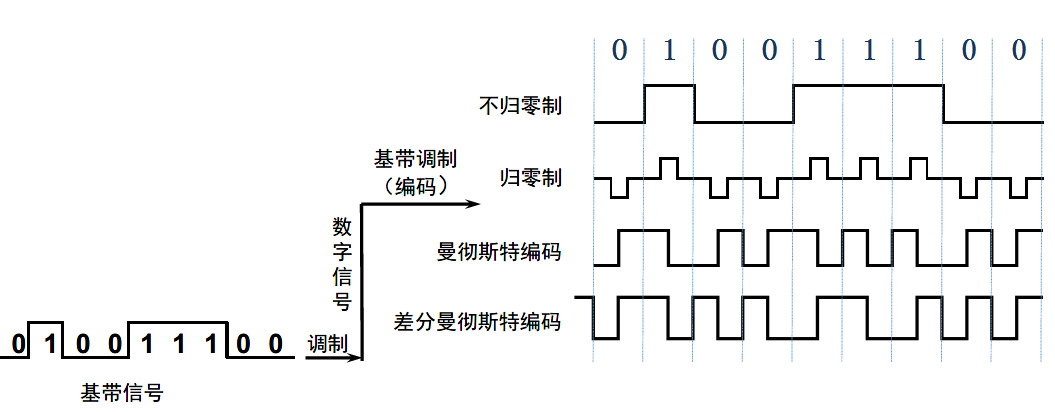 0 1 0 0 1 1 1 0 0
不归零制
基带调制
（编码）
归零制
数字信号
曼彻斯特编码
差分曼彻斯特编码
0 1 0 0 1 1 1 0 0
调制
基带信号